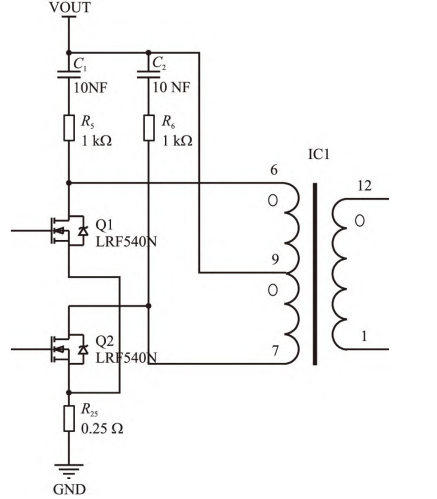 VOUT
C₁
10NF
C₂
10 NF
R₅
1 kΩ
R₆
1 kΩ
IC1
6
12
Q1
LRF540N
9
Q2
LRF540N
7
1
R₂₅
0.25 Ω
GND